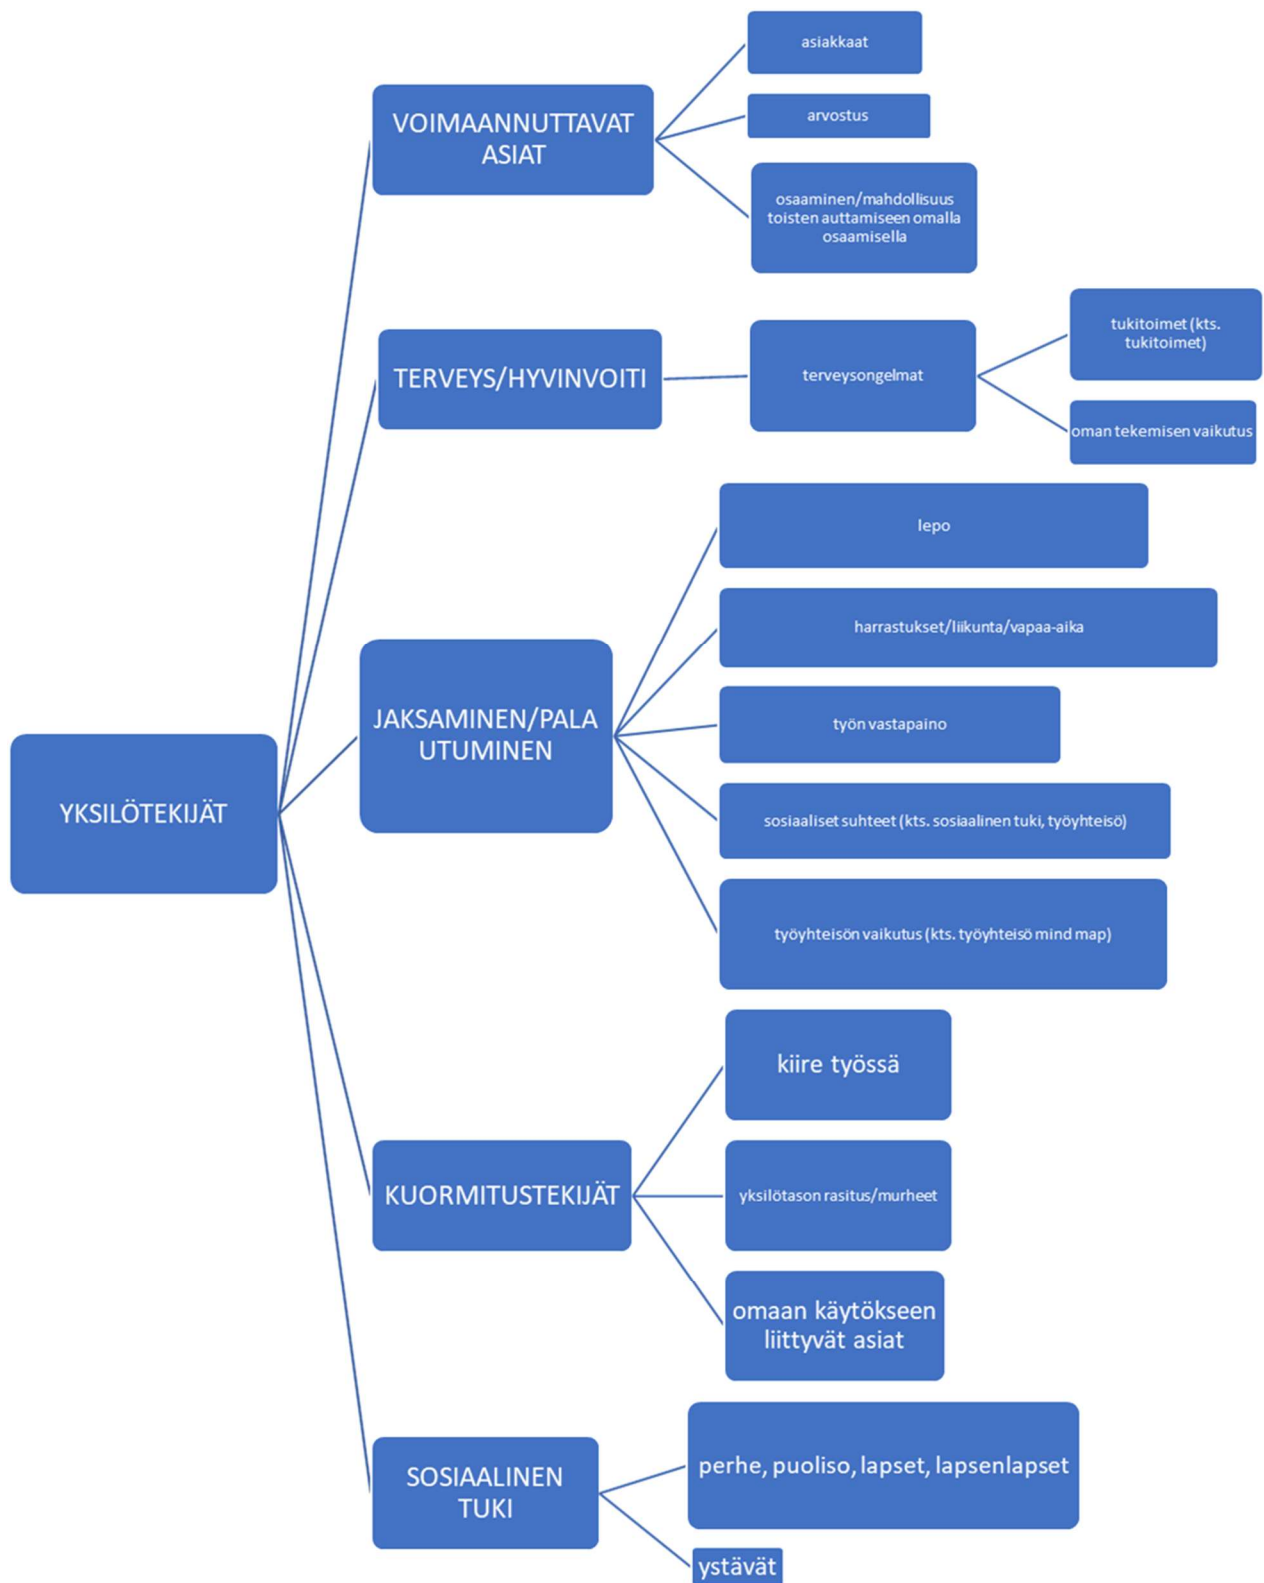 YKSILÖTEKIJÄT
VOIMAANNUTTAVAT
ASIAT
asiakkaat
arvostus
osaaminen/mahdollisuus
toisten auttamiseen omalla
osaamisella
TERVEYS/HYVINVOITI
terveysongelmat
tukitoimet (kts.
tukitoimet)
oman tekemisen vaikutus
JAKSAMINEN/PALA
UTUMINEN
lepo
harrastukset/liikunta/vapaa-aika
työn vastapaino
sosiaaliset suhteet (kts. sosiaalinen tuki, työyhteisö)
työyhteisön vaikutus (kts. työyhteisö mind map)
KUORMITUSTEKIJÄT
kiire työssä
yksilötason rasitus/murheet
omaan käytökseen
liittyvät asiat
SOSIAALINEN
TUKI
perhe, puoliso, lapset, lapsenlapset
ystävät